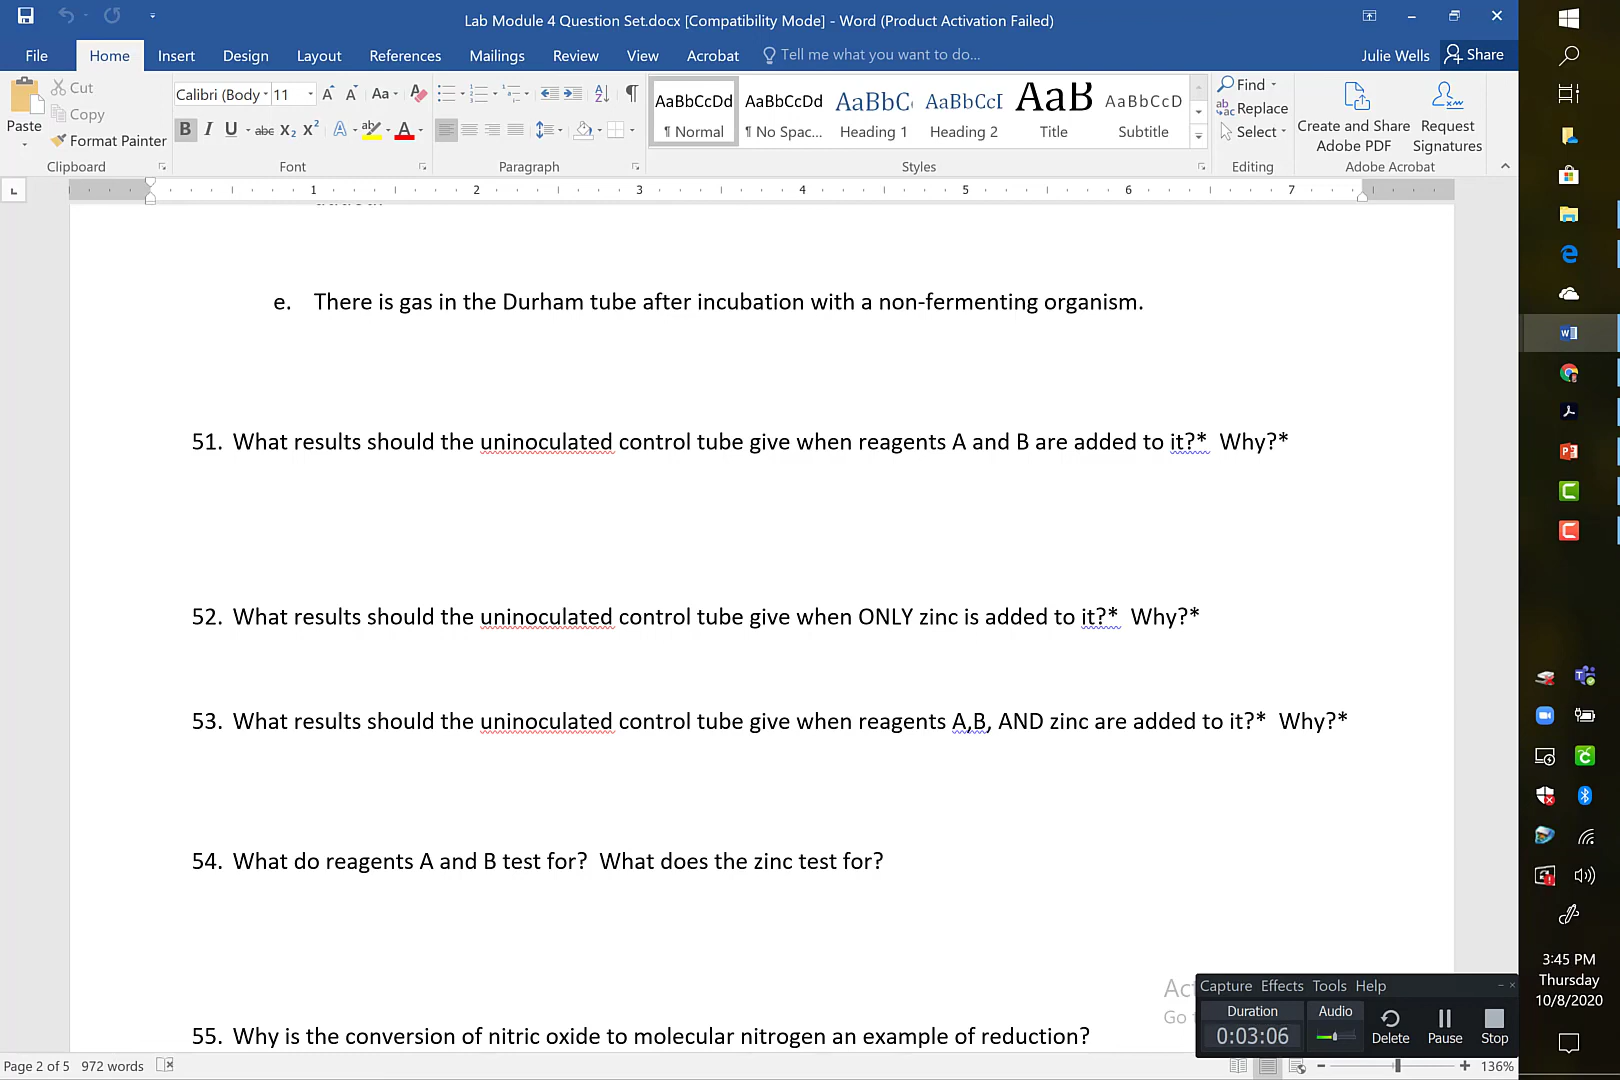 Lab Module 4 Question Set.docx [Compatibility Mode] - Word (Product Activation Failed)
File Home Insert Design Layout References Mailings Review View Acrobat Tell me what you want to do... Julie Wells Share
Paste
Cut
Copy
Format Painter
Clipboard
Calibri (Body 11
Font
Paragraph
AaBbCcDd AaBbCcDd AaBbC AaBbCcI AaB AaBbCcD
¶ Normal ¶ No Spac... Heading 1 Heading 2 Title Subtitle
Styles
Find
Replace
Select
Editing
Create and Share Adobe PDF
Request Signatures
Adobe Acrobat
1 2 3 4 5 6 7
e. There is gas in the Durham tube after incubation with a non-fermenting organism.
51. What results should the uninoculated control tube give when reagents A and B are added to it?* Why?*
52. What results should the uninoculated control tube give when ONLY zinc is added to it?* Why?*
53. What results should the uninoculated control tube give when reagents A,B, AND zinc are added to it?* Why?*
54. What do reagents A and B test for? What does the zinc test for?
55. Why is the conversion of nitric oxide to molecular nitrogen an example of reduction?
Capture Effects Tools Help
Duration
0:03:06
Audio
Delete Pause Stop
3:45 PM
Thursday
10/8/2020
Page 2 of 5 972 words
136%